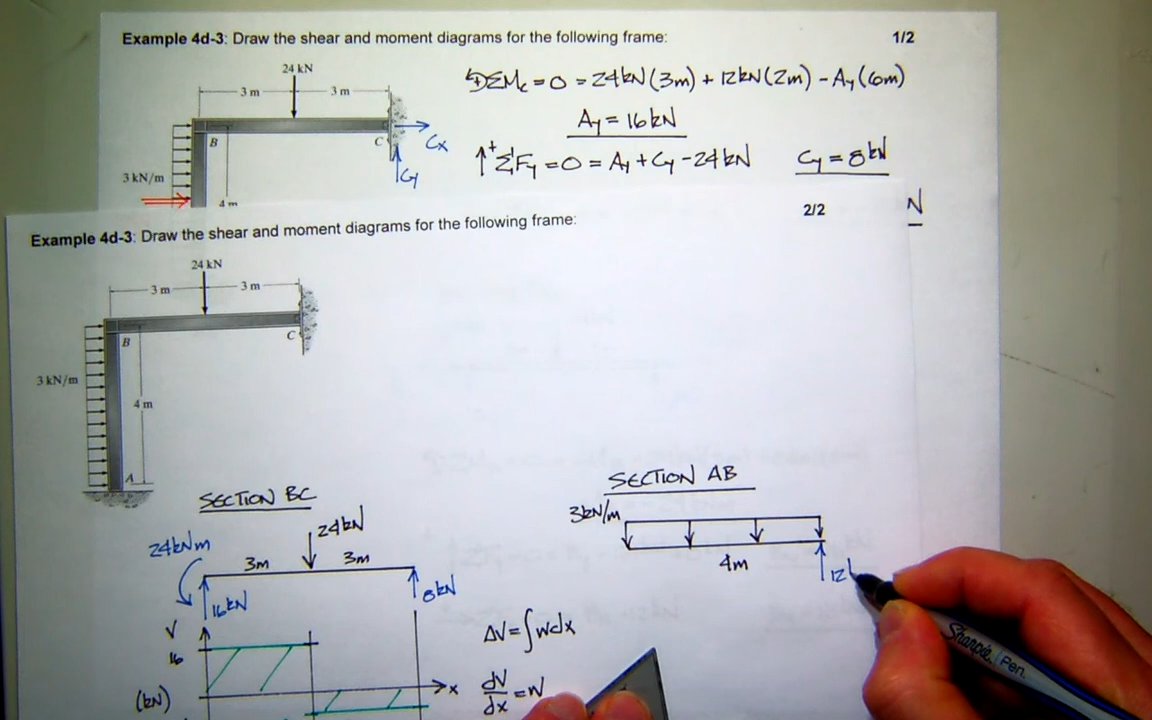 Example 4d-3: Draw the shear and moment diagrams for the following frame:
1/2
24 kN
3 m
3 m
B
C
Cx
Cy
3 kN/m
4 m
ΣMc = 0 = 24kN(3m) + 12kN(2m) - Ay(6m)
Ay = 16kN
↑+ ΣFy = 0 = Ay + Cy - 24kN
Cy = 8kN
N
Example 4d-3: Draw the shear and moment diagrams for the following frame:
2/2
24 kN
3 m
3 m
B
C
3 kN/m
4 m
A
SECTION BC
24kNm
24kN
3m
3m
16kN
8kN
V
16
(kN)
x
ΔV = ∫wdx
dV/dx = W
SECTION AB
3kN/m
4m
12k
Sharpie Pen